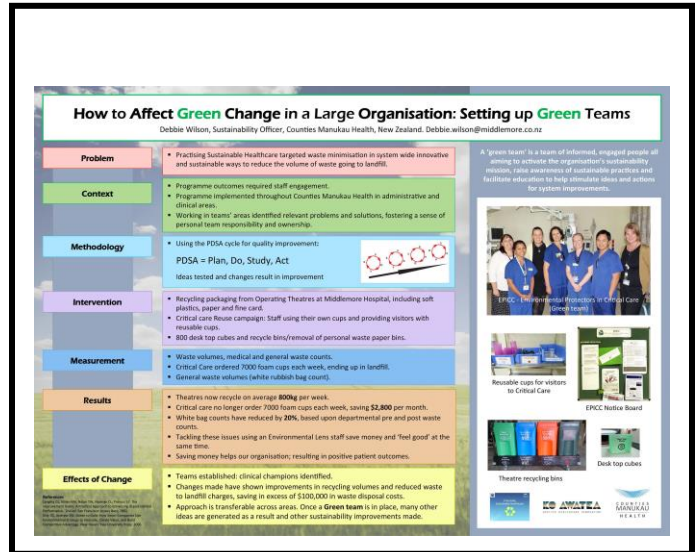 How to Affect Green Change in a Large Organisation: Setting up Green Teams
Debbie Wilson, Sustainability Officer, Counties Manukau Health, New Zealand. Debbie.wilson@middlemore.co.nz
Problem
▪ Practising Sustainable Healthcare targeted waste minimisation in system wide innovative
and sustainable ways to reduce the volume of waste going to landfill.
Context
▪ Programme outcomes required staff engagement.
▪ Programme implemented throughout Counties Manukau Health in administrative and
clinical areas.
▪ Working in teams' areas identified relevant problems and solutions, fostering a sense of
personal team responsibility and ownership.
Methodology
▪ Using the PDSA cycle for quality improvement;
PDSA = Plan, Do, Study, Act
Ideas tested and changes result in improvement
Intervention
▪ Recycling packaging from Operating Theatres at Middlemore Hospital, including soft
plastics, paper and fine card.
▪ Critical care Reuse campaign: Staff using their own cups and providing visitors with
reusable cups.
▪ 800 desk top cubes and recycle bins/removal of personal waste paper bins.
Measurement
▪ Waste volumes, medical and general waste counts.
▪ Critical Care ordered 7000 foam cups each week, ending up in landfill.
▪ General waste volumes (white rubbish bag count).
Results
▪ Theatres now recycle on average 800kg per week.
▪ Critical care no longer order 7000 foam cups each week, saving $2,800 per month.
▪ White bag counts have reduced by 20%, based upon departmental pre and post waste
counts.
▪ Tackling these issues using an Environmental Lens staff save money and 'feel good' at the
same time.
▪ Saving money helps our organisation; resulting in positive patient outcomes.
Effects of Change
▪ Teams established: clinical champions identified.
▪ Changes made have shown improvements in recycling volumes and reduced waste
to landfill charges, saving in excess of $100,000 in waste disposal costs.
▪ Approach is transferable across areas. Once a Green team is in place, many other
ideas are generated as a result and other sustainability improvements made.
References
A 'green team' is a team of informed, engaged people all
aiming to activate the organisation's sustainability
mission, raise awareness of sustainable practices and
facilitate education to help stimulate ideas and actions
for system improvements.
EPICC - Environmental Protectors in Critical Care
(Green team)
Reusable cups for visitors
to Critical Care
EPICC Notice Board
Theatre recycling bins
Desk top cubes
KO AWATEA
COUNTIES
MANUKAU
HEALTH